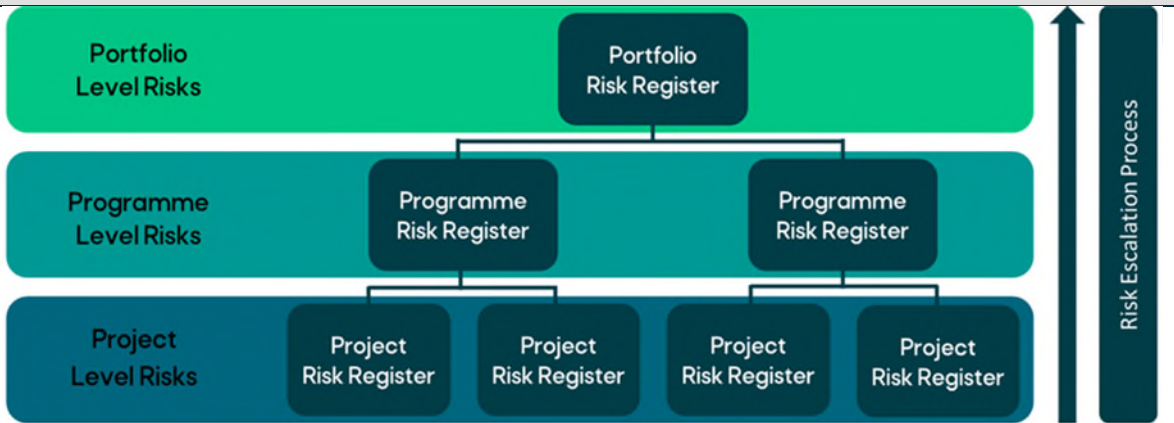 Portfolio
Level Risks
Portfolio
Risk Register
Programme
Level Risks
Programme
Risk Register
Programme
Risk Register
Project
Level Risks
Project
Risk Register
Project
Risk Register
Project
Risk Register
Project
Risk Register
Risk Escalation Process